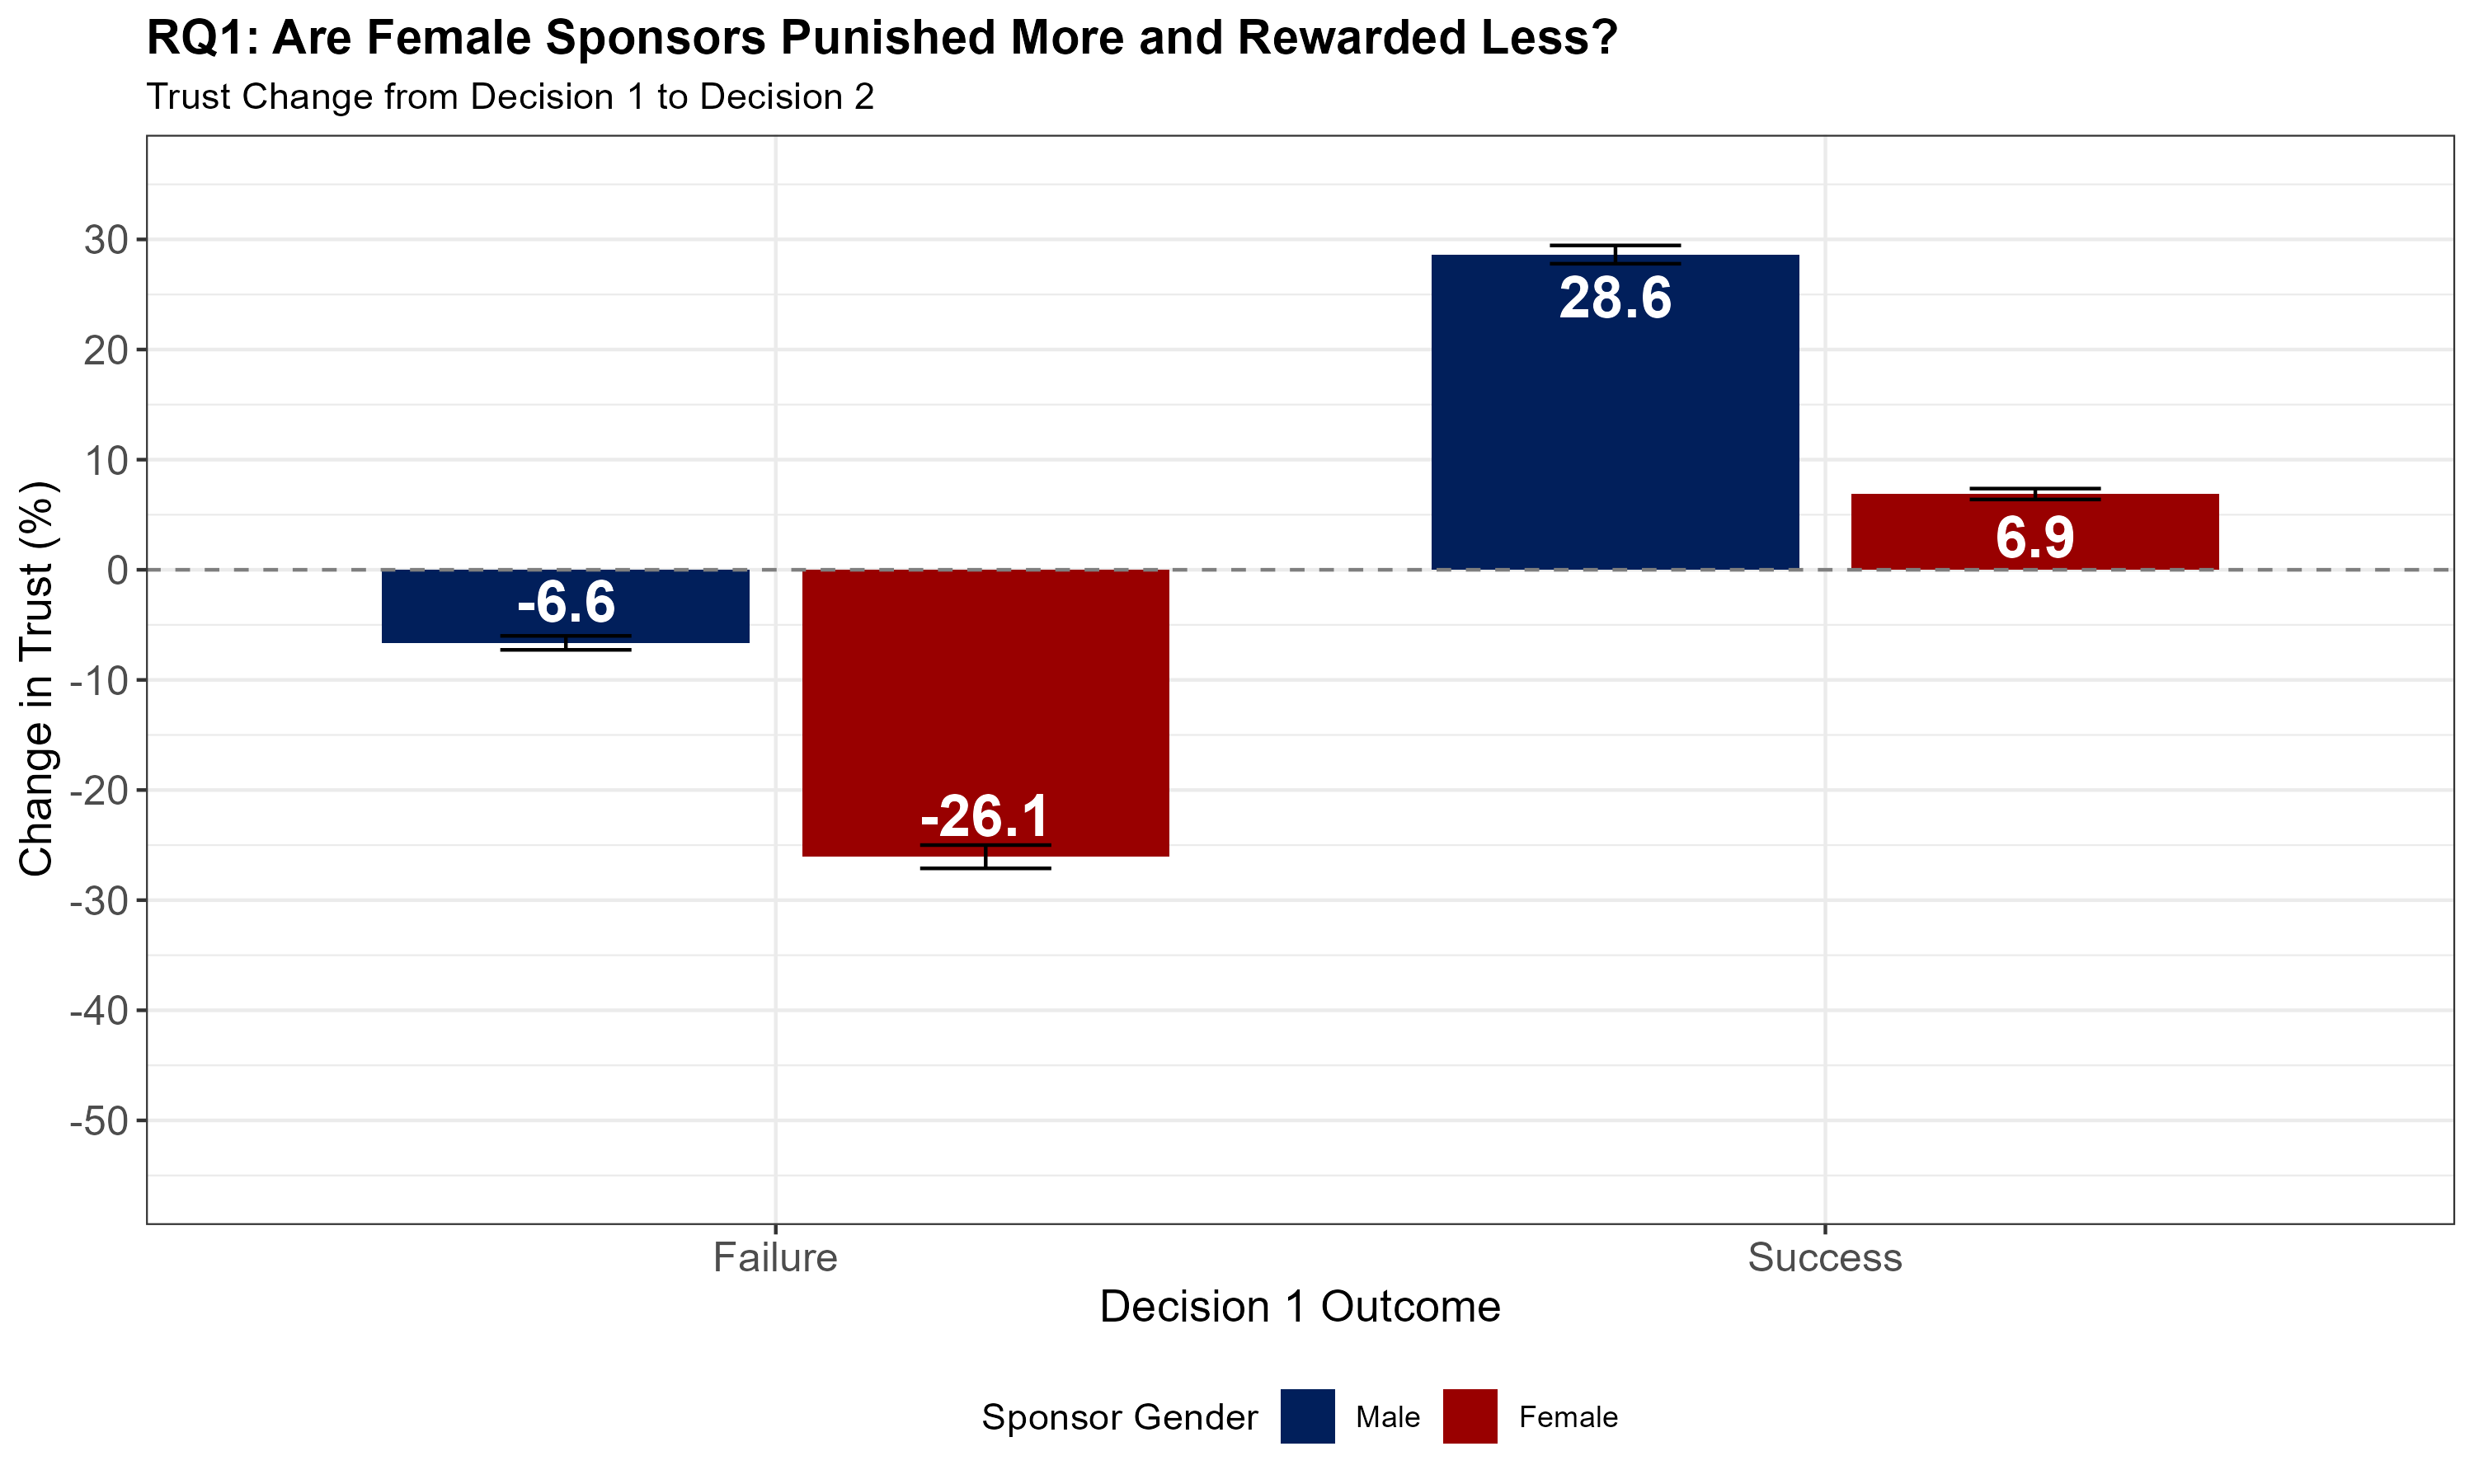 RQ1: Are Female Sponsors Punished More and Rewarded Less?
Trust Change from Decision 1 to Decision 2
Change in Trust (%)
30
20
10
0
-10
-20
-30
-40
-50
-6.6
-26.1
28.6
6.9
Failure
Success
Decision 1 Outcome
Sponsor Gender Male Female